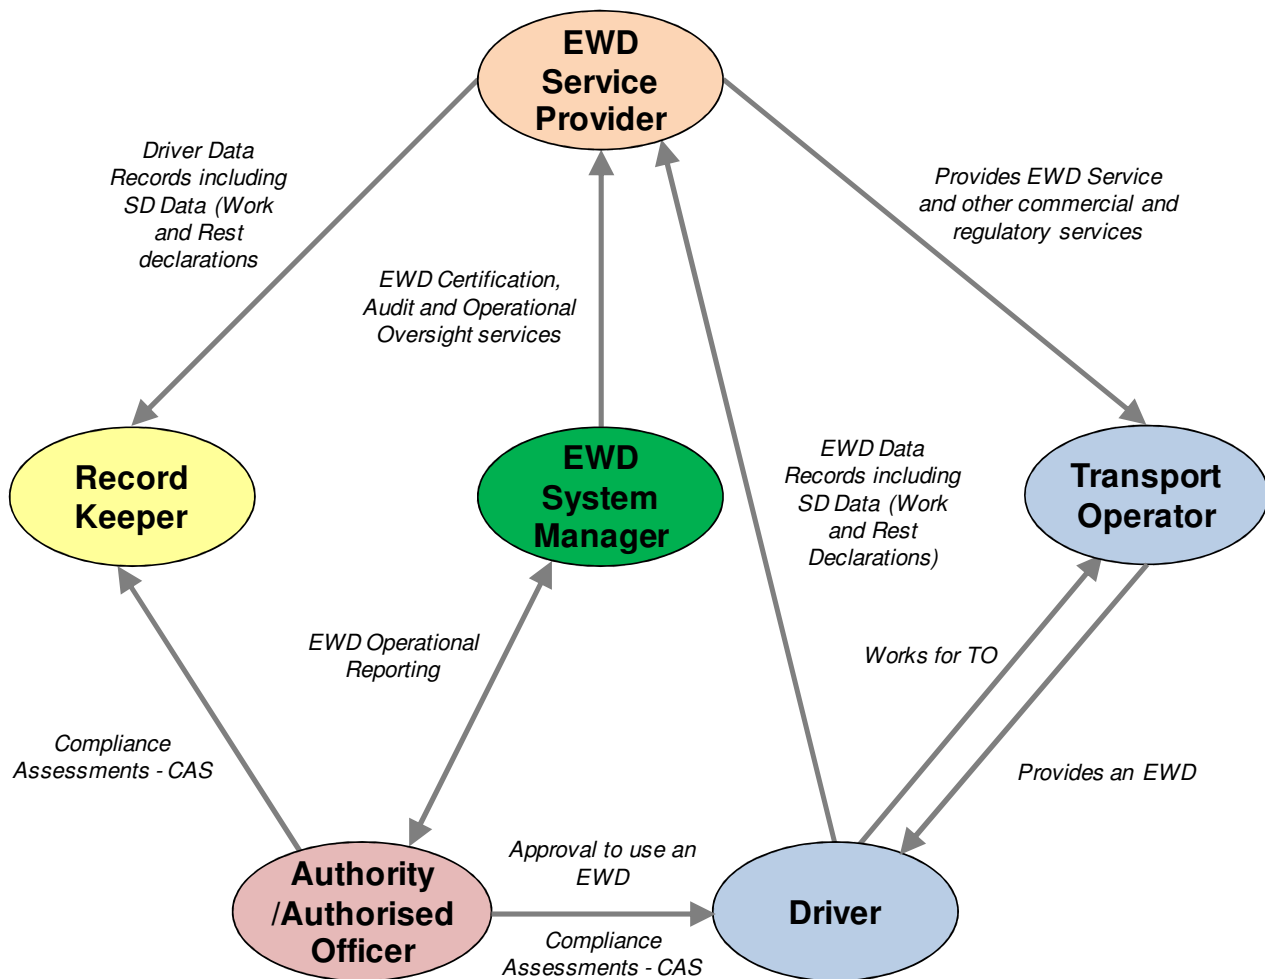 EWD
Service
Provider
Driver Data
Records including
SD Data (Work
and Rest
declarations
Provides EWD Service
and other commercial and
regulatory services
EWD Certification,
Audit and Operational
Oversight services
Record
Keeper
EWD
System
Manager
EWD Data
Records including
SD Data (Work
and Rest
Declarations)
Transport
Operator
EWD Operational
Reporting
Works for TO
Compliance
Assessments - CAS
Provides an EWD
Authority
/Authorised
Officer
Approval to use an
EWD
Compliance
Assessments - CAS
Driver